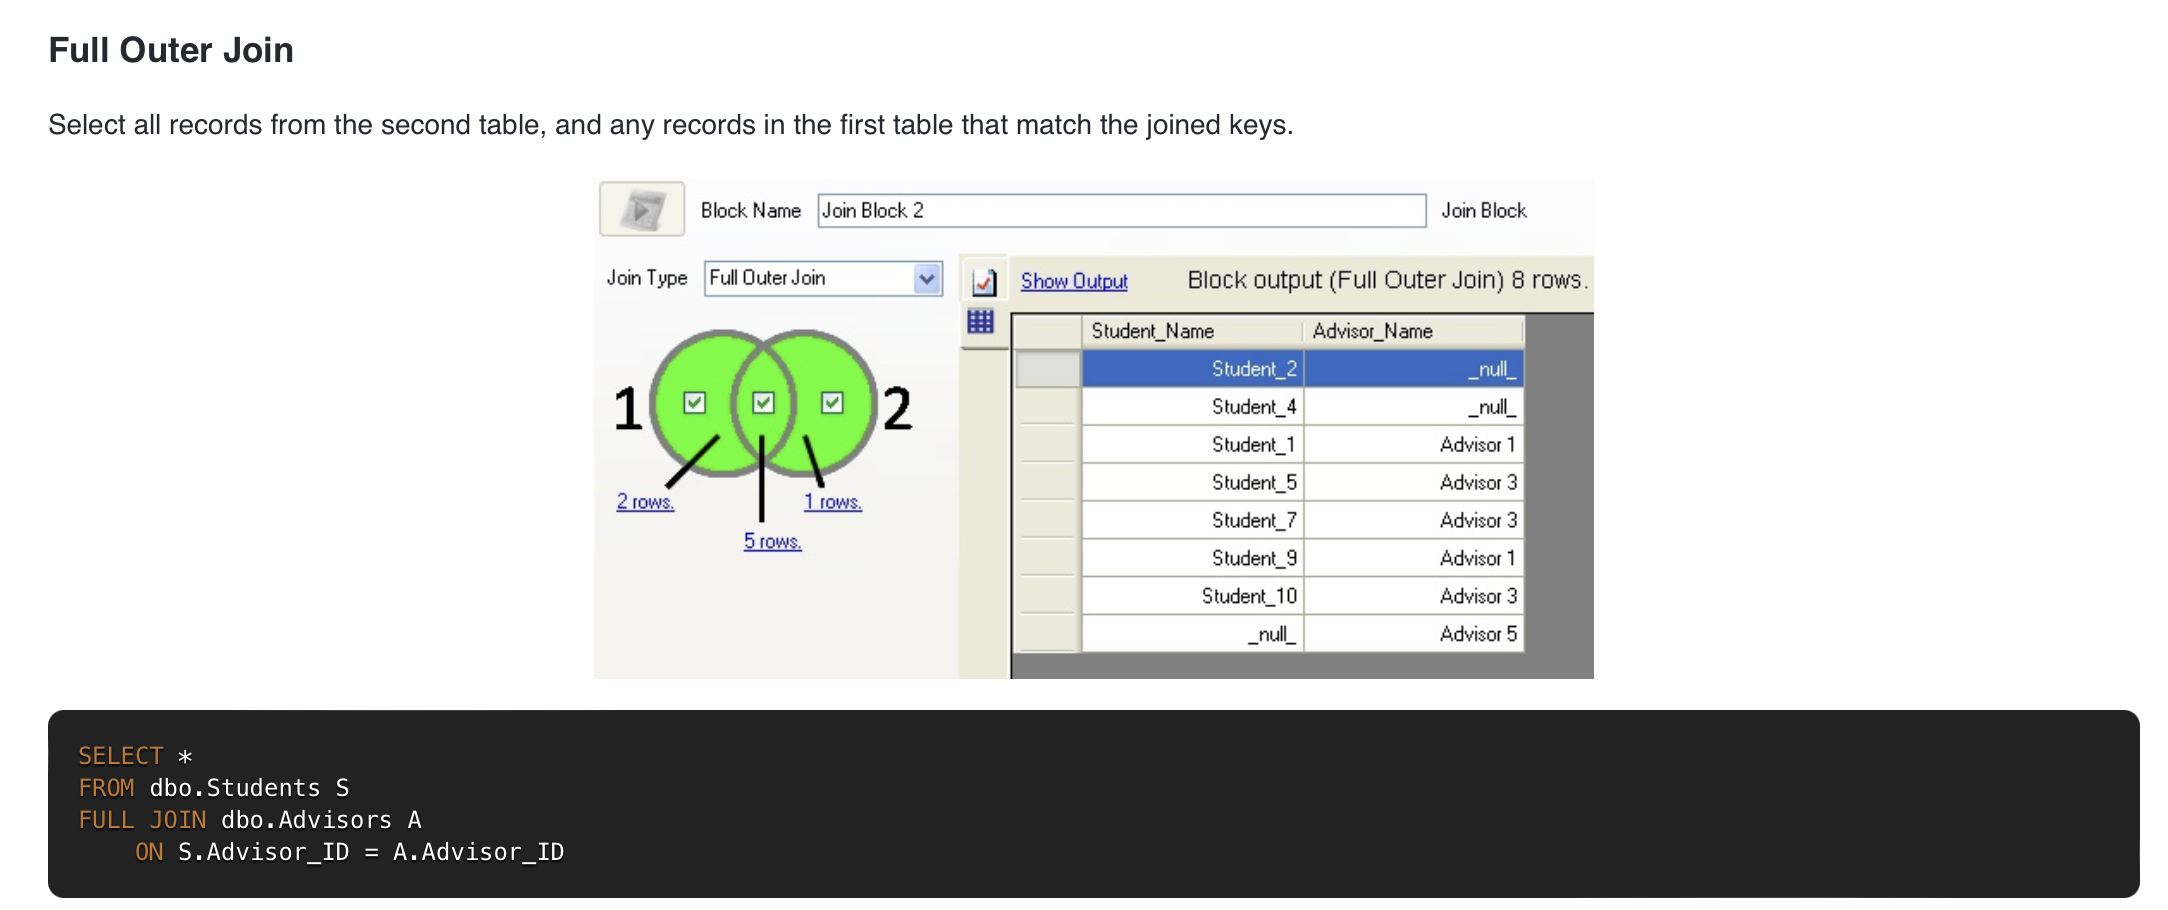 Full Outer Join
Select all records from the second table, and any records in the first table that match the joined keys.
Block Name Join Block 2 Join Block
Join Type Full Outer Join Show Output Block output (Full Outer Join) 8 rows.
Student_Name Advisor_Name
Student_2 _null_
Student_4 _null_
Student_1 Advisor 1
Student_5 Advisor 3
Student_7 Advisor 3
Student_9 Advisor 1
Student_10 Advisor 3
_null_ Advisor 5
1 2
2 rows. 1 rows.
5 rows.
SELECT *
FROM dbo.Students S
FULL JOIN dbo.Advisors A
    ON S.Advisor_ID = A.Advisor_ID